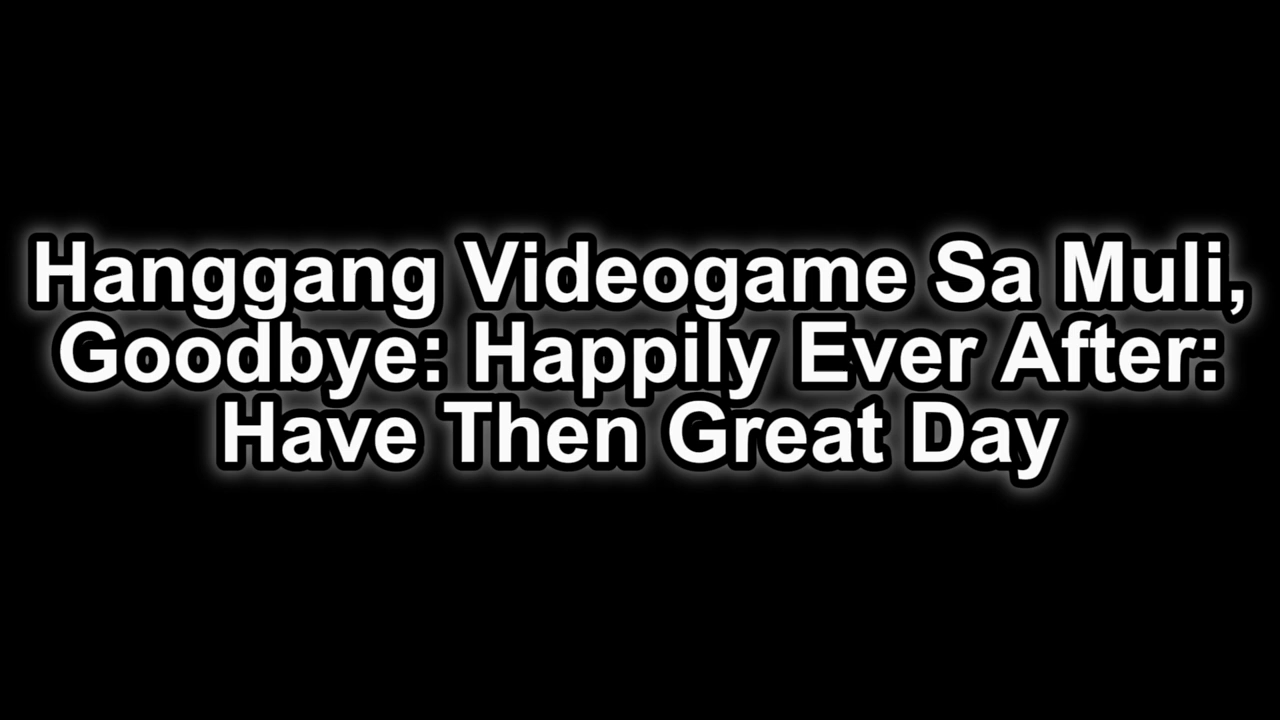 Hanggang Videogame Sa Muli,
Goodbye: Happily Ever After:
Have Then Great Day